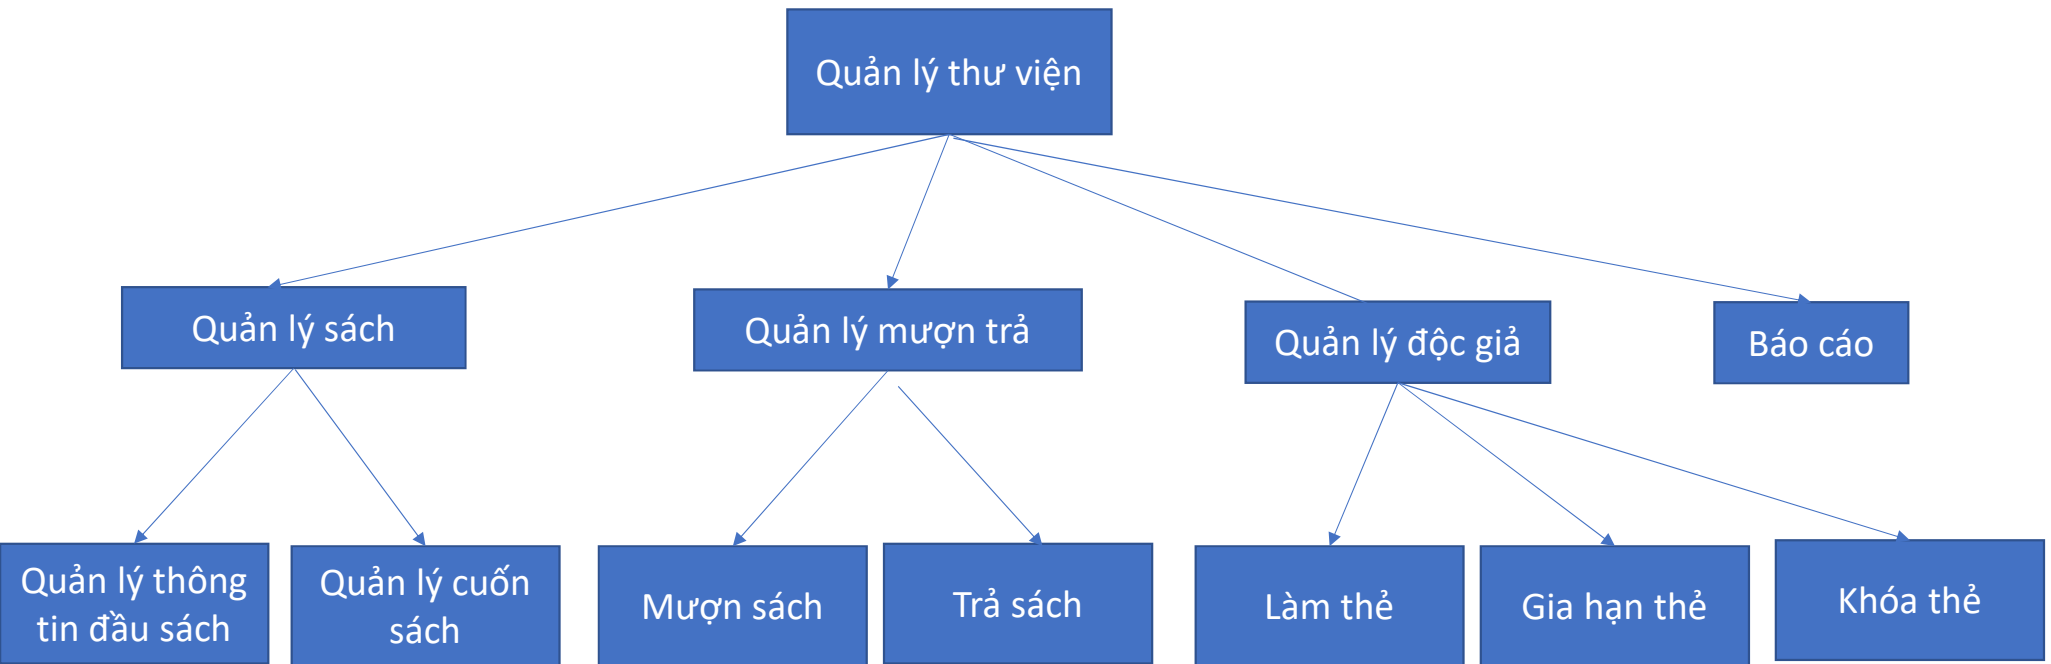 Quản lý thư viện
Quản lý sách
Quản lý mượn trả
Quản lý độc giả
Báo cáo
Quản lý thông
tin đầu sách
Quản lý cuốn
sách
Mượn sách
Trả sách
Làm thẻ
Gia hạn thẻ
Khóa thẻ